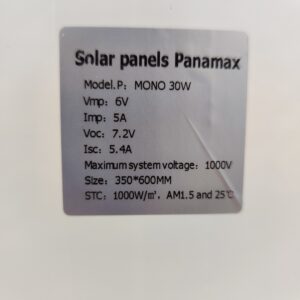 Solar panels Panamax
Model.P: MONO 30W
Vmp: 6V
Imp: 5A
Voc: 7.2V
Isc: 5.4A
Maximum system voltage: 1000V
Size: 350*600MM
STC: 1000W/m², AM1.5 and 25℃